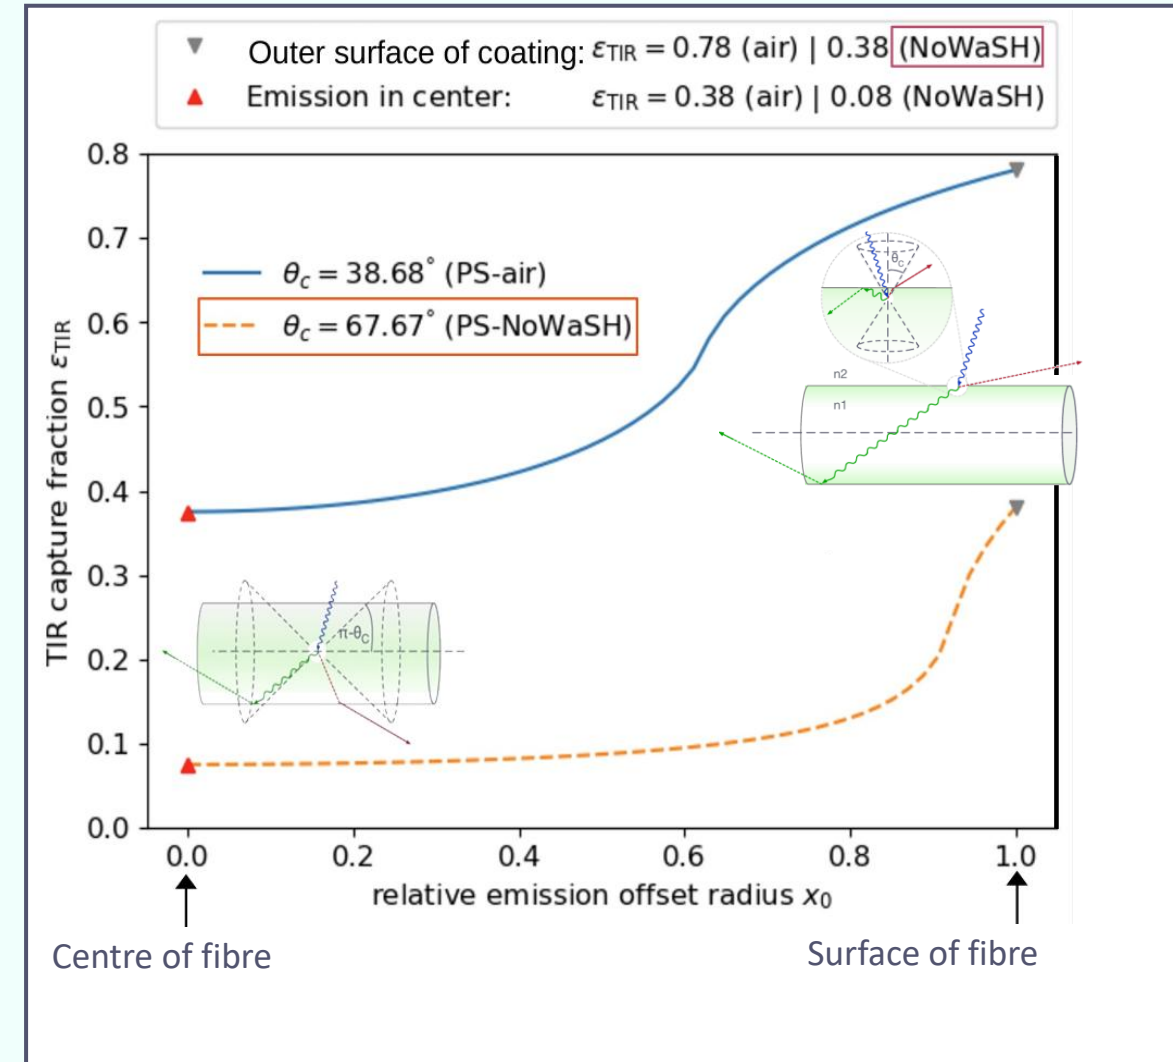 Outer surface of coating: εTIR = 0.78 (air) | 0.38 (NoWaSH)
Emission in center: εTIR = 0.38 (air) | 0.08 (NoWaSH)
0.8
0.7
0.6
0.5
0.4
0.3
0.2
0.1
0.0
TIR capture fraction εTIR
θc = 38.68° (PS-air)
θc = 67.67° (PS-NoWaSH)
θC
n2
n1
π-θC
0.0 0.2 0.4 0.6 0.8 1.0
relative emission offset radius x0
Centre of fibre
Surface of fibre